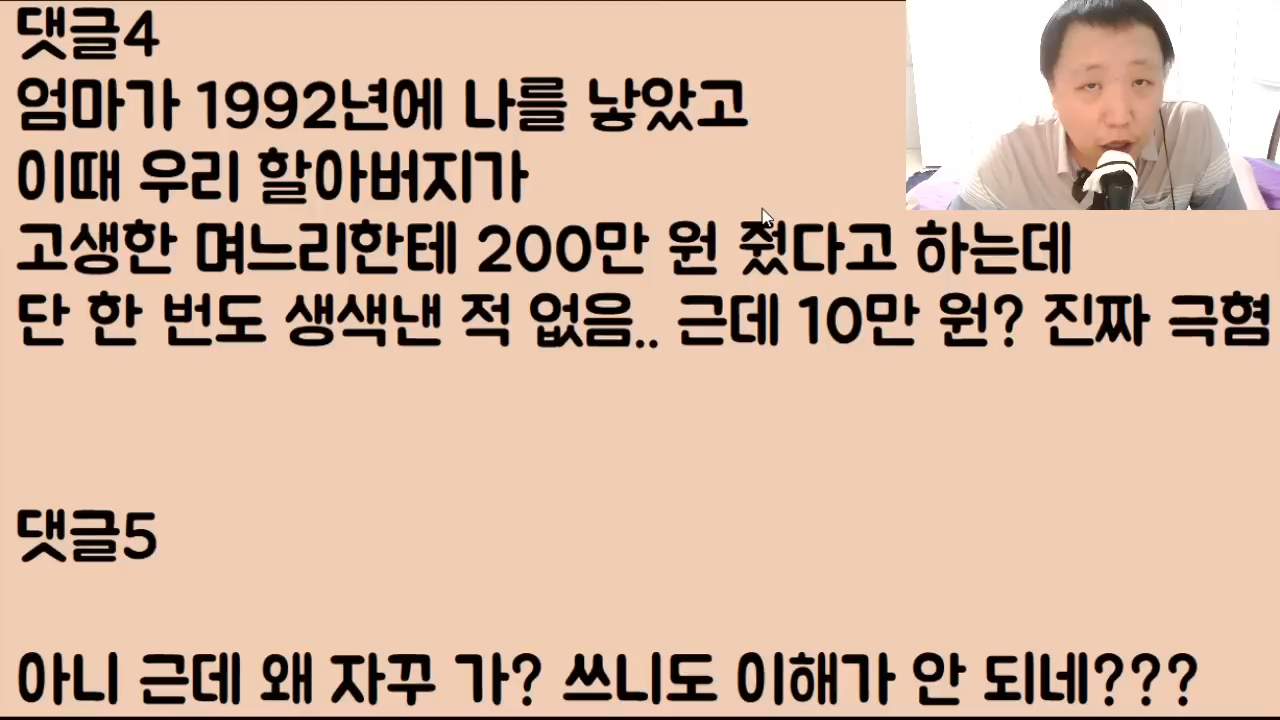 댓글4
엄마가 1992년에 나를 낳았고
이때 우리 할아버지가
고생한 며느리한테 200만 원 줬다고 하는데
단 한 번도 생색낸 적 없음.. 근데 10만 원? 진짜 극혐
댓글5
아니 근데 왜 자꾸 가? 쓰니도 이해가 안 되네???